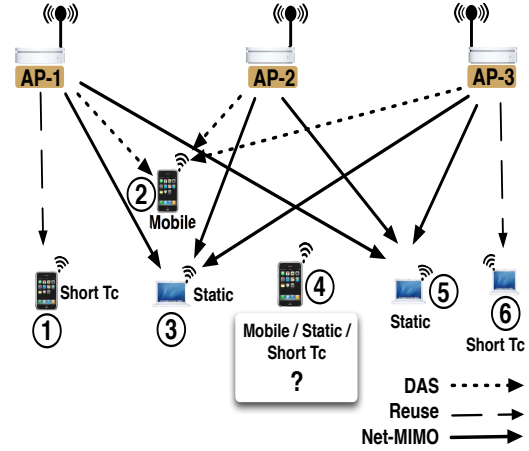 AP-1
AP-2
AP-3
2
Mobile
Short Tc
Static
1
3
4
5
Static
6
Short Tc
Mobile / Static /
Short Tc
?
DAS
Reuse
Net-MIMO